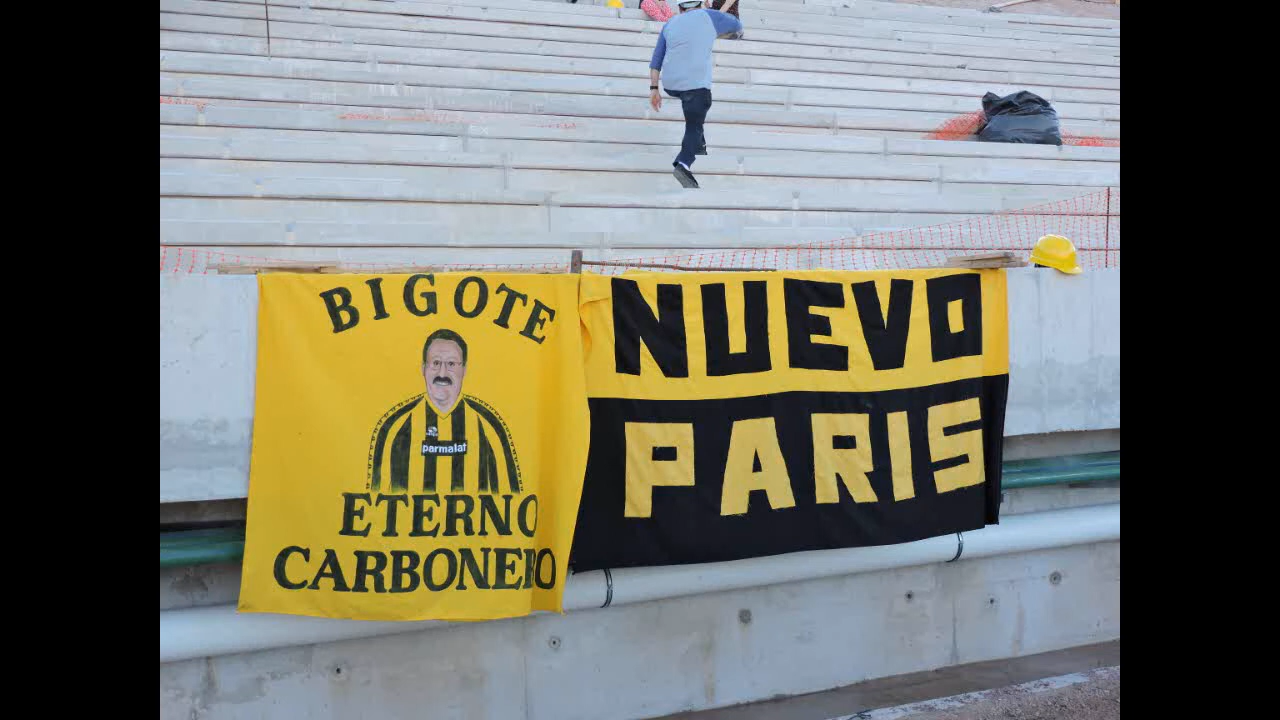 BIGOTE
parmalat
ETERNO
CARBONERO
NUEVO
PARIS